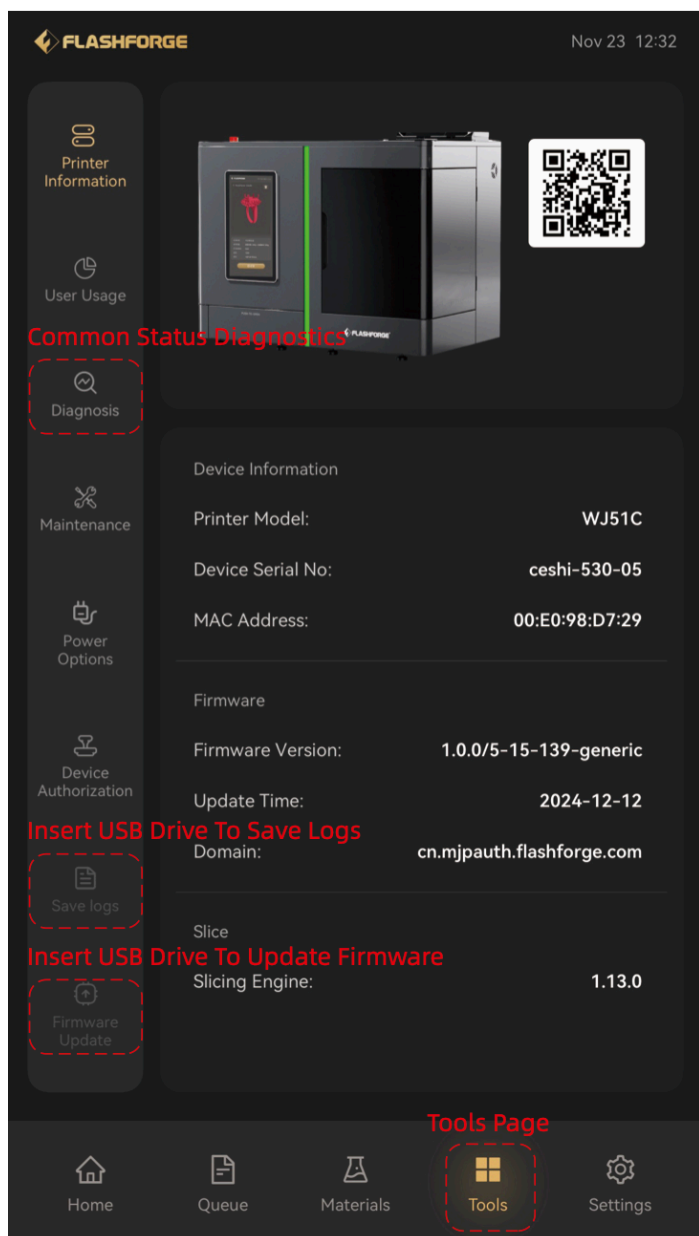 FLASHFORGE
Nov 23 12:32
Printer
Information
User Usage
Common Status Diagnostics
FLASHFORGE
Diagnosis
Maintenance
Power
Options
Device
Authorization
Insert USB Drive To Save Logs
Save logs
Insert USB Drive To Update Firmware
Firmware
Update
Device Information
Printer Model: WJ51C
Device Serial No: ceshi-530-05
MAC Address: 00:E0:98:D7:29
Firmware
Firmware Version: 1.0.0/5-15-139-generic
Update Time: 2024-12-12
Domain: cn.mjpauth.flashforge.com
Slice
Slicing Engine: 1.13.0
Tools Page
Home
Queue
Materials
Tools
Settings